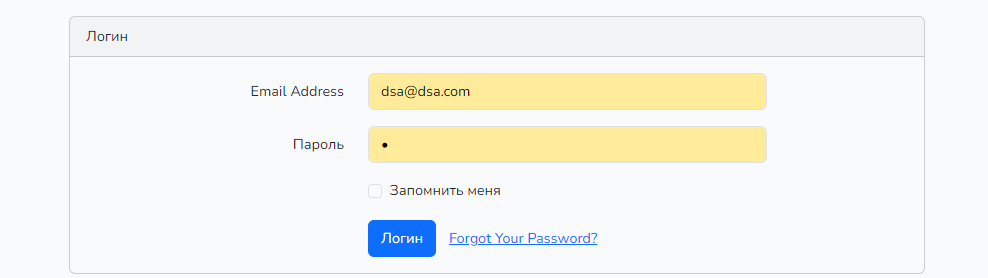 Логин
Email Address
dsa@dsa.com
Пароль
•
Запомнить меня
Логин Forgot Your Password?